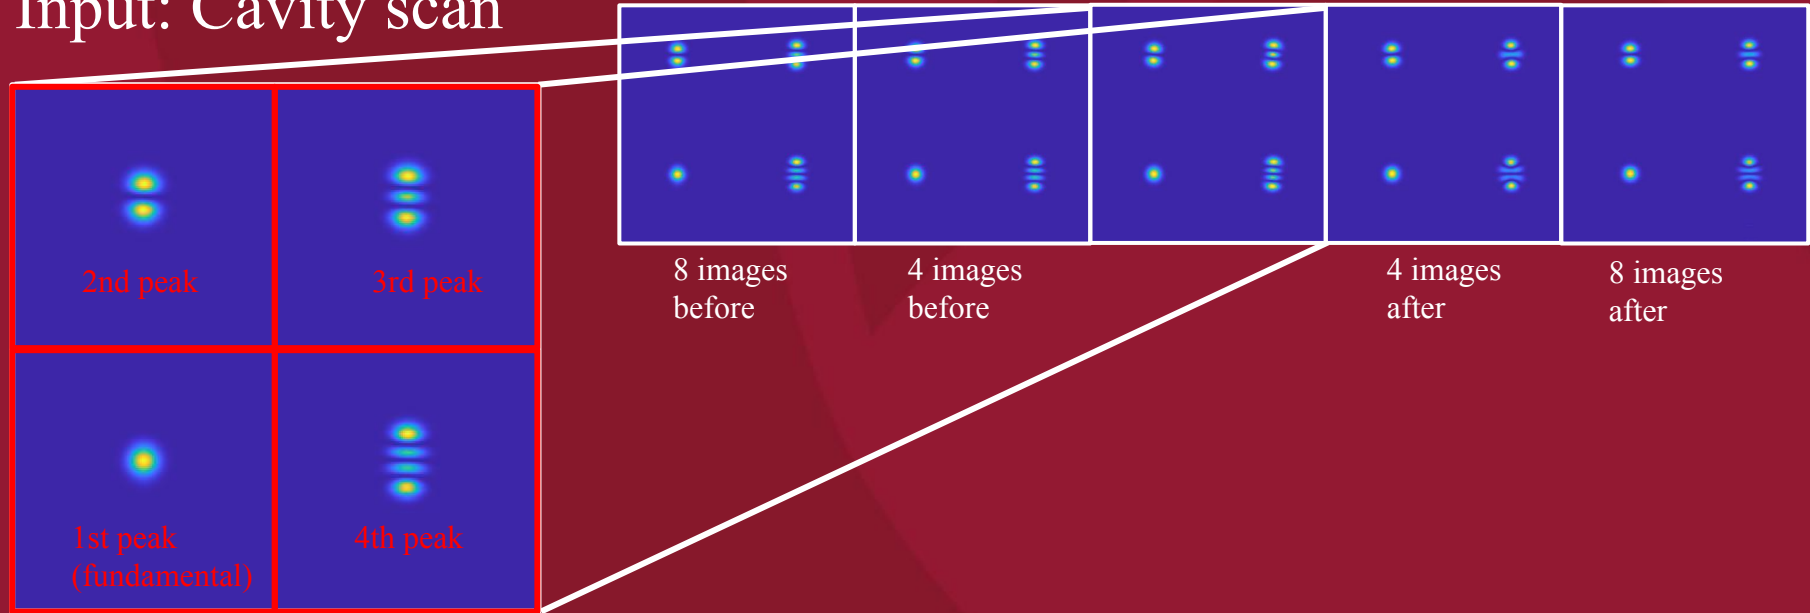 Input: Cavity scan
2nd peak
3rd peak
1st peak
(fundamental)
4th peak
8 images
before
4 images
before
4 images
after
8 images
after